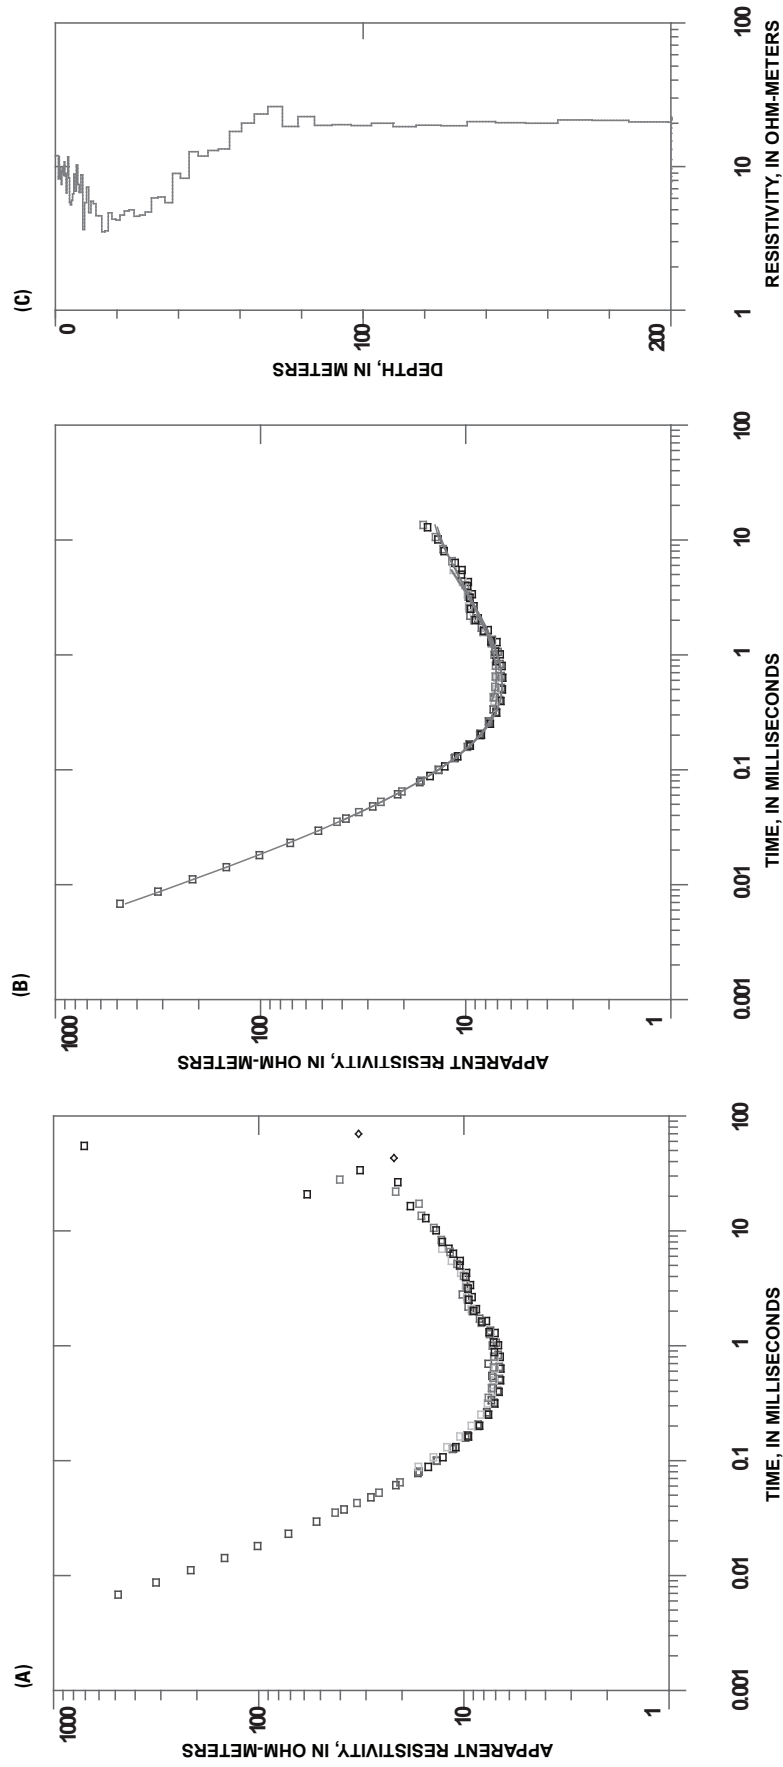 (A)
1000
100
10
1
APPARENT RESISTIVITY, IN OHM-METERS
0.001
0.01
0.1
1
10
100
TIME, IN MILLISECONDS
(B)
1000
100
10
1
APPARENT RESISTIVITY, IN OHM-METERS
0.001
0.01
0.1
1
10
100
TIME, IN MILLISECONDS
(C)
0
100
200
DEPTH, IN METERS
1
10
100
RESISTIVITY, IN OHM-METERS